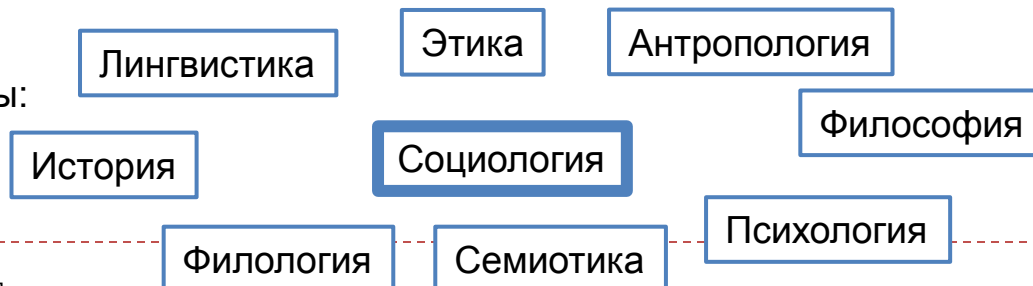 Этика
Антропология
Лингвистика
ы:
Философия
Социология
История
Психология
Филология
Семиотика